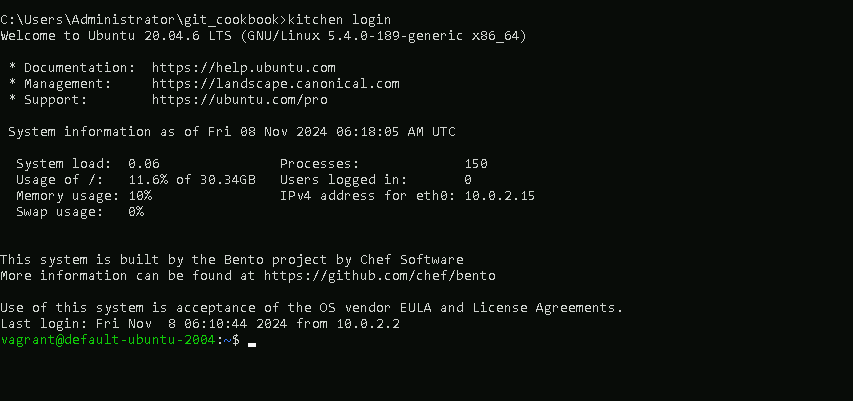 C:\Users\Administrator\git_cookbook>kitchen login
Welcome to Ubuntu 20.04.6 LTS (GNU/Linux 5.4.0-189-generic x86_64)
* Documentation:  https://help.ubuntu.com
* Management:     https://landscape.canonical.com
* Support:        https://ubuntu.com/pro
System information as of Fri 08 Nov 2024 06:18:05 AM UTC
System load:  0.06               Processes:             150
Usage of /:   11.6% of 30.34GB   Users logged in:       0
Memory usage: 10%                IPv4 address for eth0: 10.0.2.15
Swap usage:   0%
This system is built by the Bento project by Chef Software
More information can be found at https://github.com/chef/bento
Use of this system is acceptance of the OS vendor EULA and License Agreements.
Last login: Fri Nov  8 06:10:44 2024 from 10.0.2.2
vagrant@default-ubuntu-2004:~$